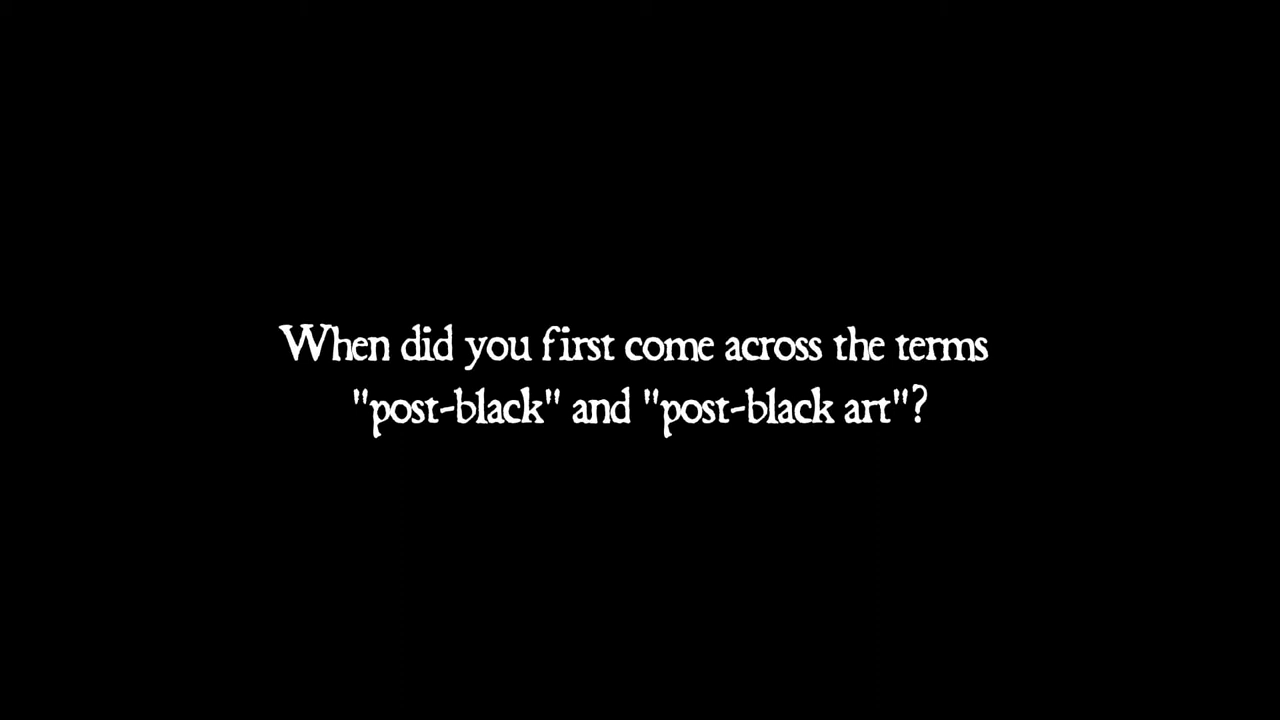 When did you first come across the terms
"post-black" and "post-black art"?